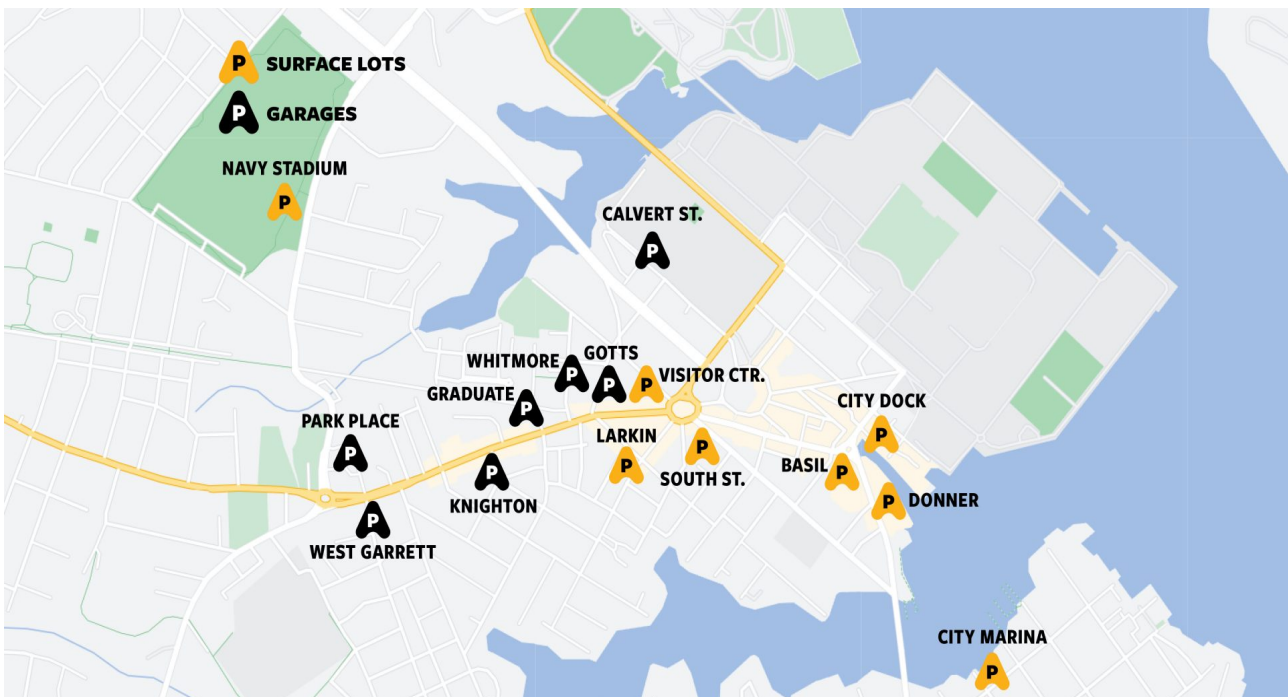 P SURFACE LOTS
P GARAGES
NAVY STADIUM
P
CALVERT ST.
P
WHITMORE
P
GOTTS
P
P VISITOR CTR.
GRADUATE
P
PARK PLACE
P
LARKIN
P
P
SOUTH ST.
CITY DOCK
P
BASIL
P
P DONNER
P
KNIGHTON
P
WEST GARRETT
CITY MARINA
P